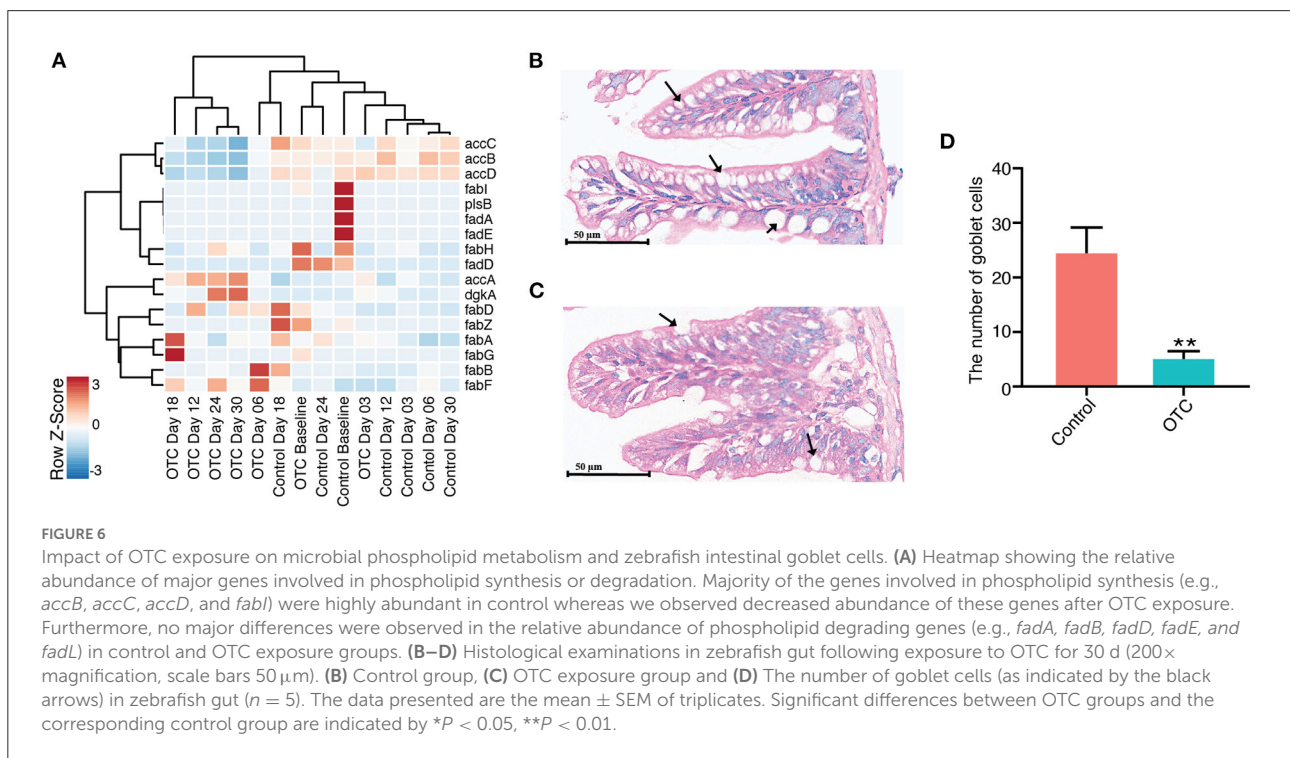 A
accC
accB
accD
fabI
plsB
fadA
fadE
fabH
fadD
accA
dgkA
fabD
fabZ
fabA
fabG
fabB
fabF
Row Z-Score
3
0
-3
OTC Day 18
OTC Day 12
OTC Day 24
OTC Day 30
OTC Day 06
Control Day 18
OTC Baseline
Control Day 24
Control Baseline
OTC Day 03
Control Day 12
Control Day 03
Contol Day 06
Control Day 30
B
50 µm
C
50 µm
D
The number of goblet cells
40
30
20
10
0
**
Control
OTC
FIGURE 6
Impact of OTC exposure on microbial phospholipid metabolism and zebrafish intestinal goblet cells. (A) Heatmap showing the relative
abundance of major genes involved in phospholipid synthesis or degradation. Majority of the genes involved in phospholipid synthesis (e.g.,
accB, accC, accD, and fabI) were highly abundant in control whereas we observed decreased abundance of these genes after OTC exposure.
Furthermore, no major differences were observed in the relative abundance of phospholipid degrading genes (e.g., fadA, fadB, fadD, fadE, and
fadL) in control and OTC exposure groups. (B–D) Histological examinations in zebrafish gut following exposure to OTC for 30 d (200×
magnification, scale bars 50 µm). (B) Control group, (C) OTC exposure group and (D) The number of goblet cells (as indicated by the black
arrows) in zebrafish gut (n = 5). The data presented are the mean ± SEM of triplicates. Significant differences between OTC groups and the
corresponding control group are indicated by *P < 0.05, **P < 0.01.